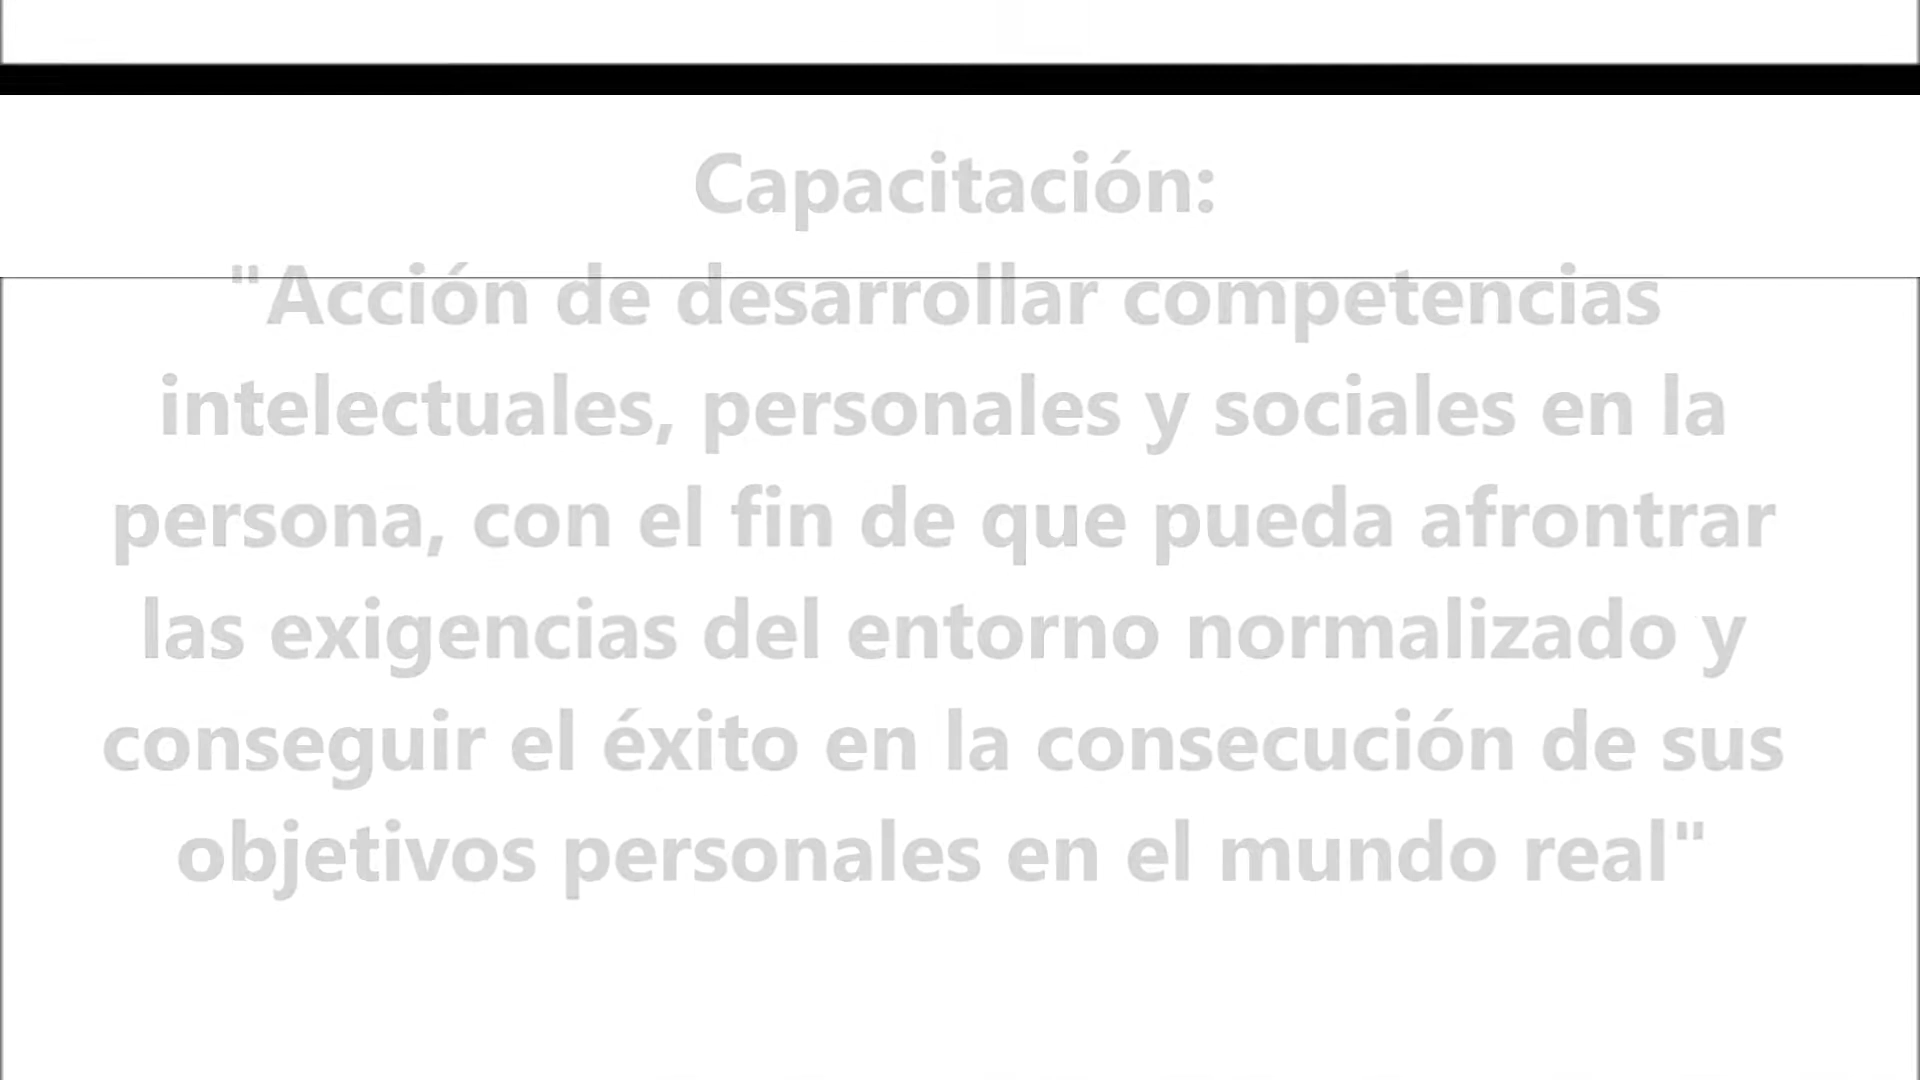 Capacitación:
"Acción de desarrollar competencias
intelectuales, personales y sociales en la
persona, con el fin de que pueda afrontrar
las exigencias del entorno normalizado y
conseguir el éxito en la consecución de sus
objetivos personales en el mundo real"